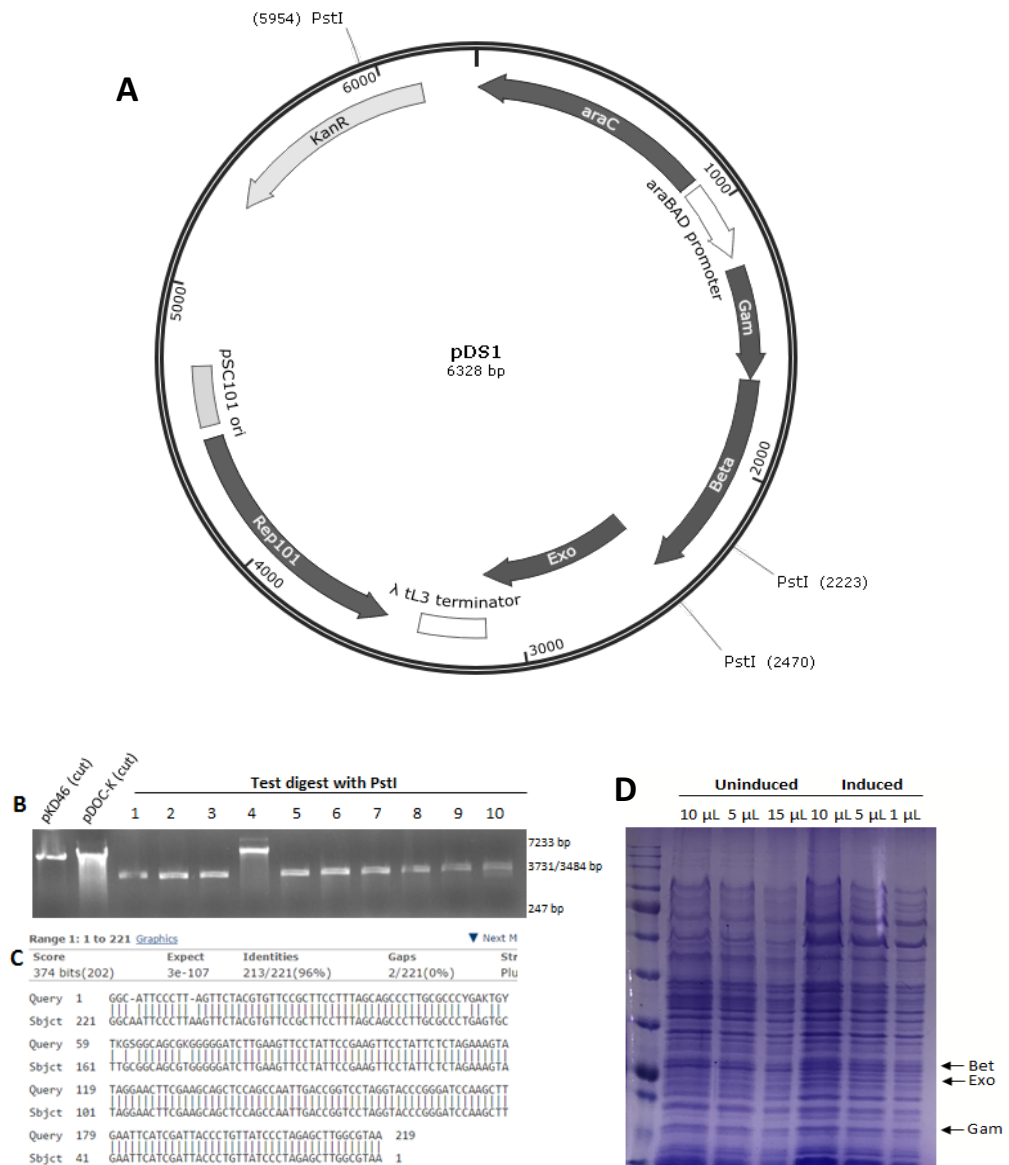 A
(5954) PstI
6000
KanR
araC
1000
araBAD promoter
Gam
5000
pDS1
6328 bp
pSC101 ori
Beta
2000
Rep101
4000
Exo
λ tL3 terminator
3000
PstI (2223)
PstI (2470)
B
pKD46 (cut)
pDOC-K (cut)
Test digest with PstI
1 2 3 4 5 6 7 8 9 10
7233 bp
3731/3484 bp
247 bp
C
Range 1: 1 to 221 Graphics
Next M
Score Expect Identities Gaps Str
374 bits(202) 3e-107 213/221(96%) 2/221(0%) Plu
Query 1 GGC-ATTCCCTT-AGTTCTACGTGTTCCGCTTCCTTTAGCAGCCCTTGCGCCCYGAKTGY
Sbjct 221 GGCAATTCCCTTAAGTTCTACGTGTTCCGCTTCCTTTAGCAGCCCTTGCGCCCTGAGTGC
Query 59 TKGSGGCAGCGKGGGGGATCTTGAAGTTCCTATTCCGAAGTTCCTATTCTCTAGAAAGTA
Sbjct 161 TTGCGGCAGCGTGGGGGATCTTGAAGTTCCTATTCCGAAGTTCCTATTCTCTAGAAAGTA
Query 119 TAGGAACTTCGAAGCAGCTCCAGCCAATTGACCGGTCCTAGGTACCCGGGATCCAAGCTT
Sbjct 101 TAGGAACTTCGAAGCAGCTCCAGCCAATTGACCGGTCCTAGGTACCCGGGATCCAAGCTT
Query 179 GAATTCATCGATTACCCTGTTATCCCTAGAGCTTGGCGTAA 219
Sbjct 41 GAATTCATCGATTACCCTGTTATCCCTAGAGCTTGGCGTAA 1
D
Uninduced Induced
10 μL 5 μL 15 μL 10 μL 5 μL 1 μL
Bet
Exo
Gam